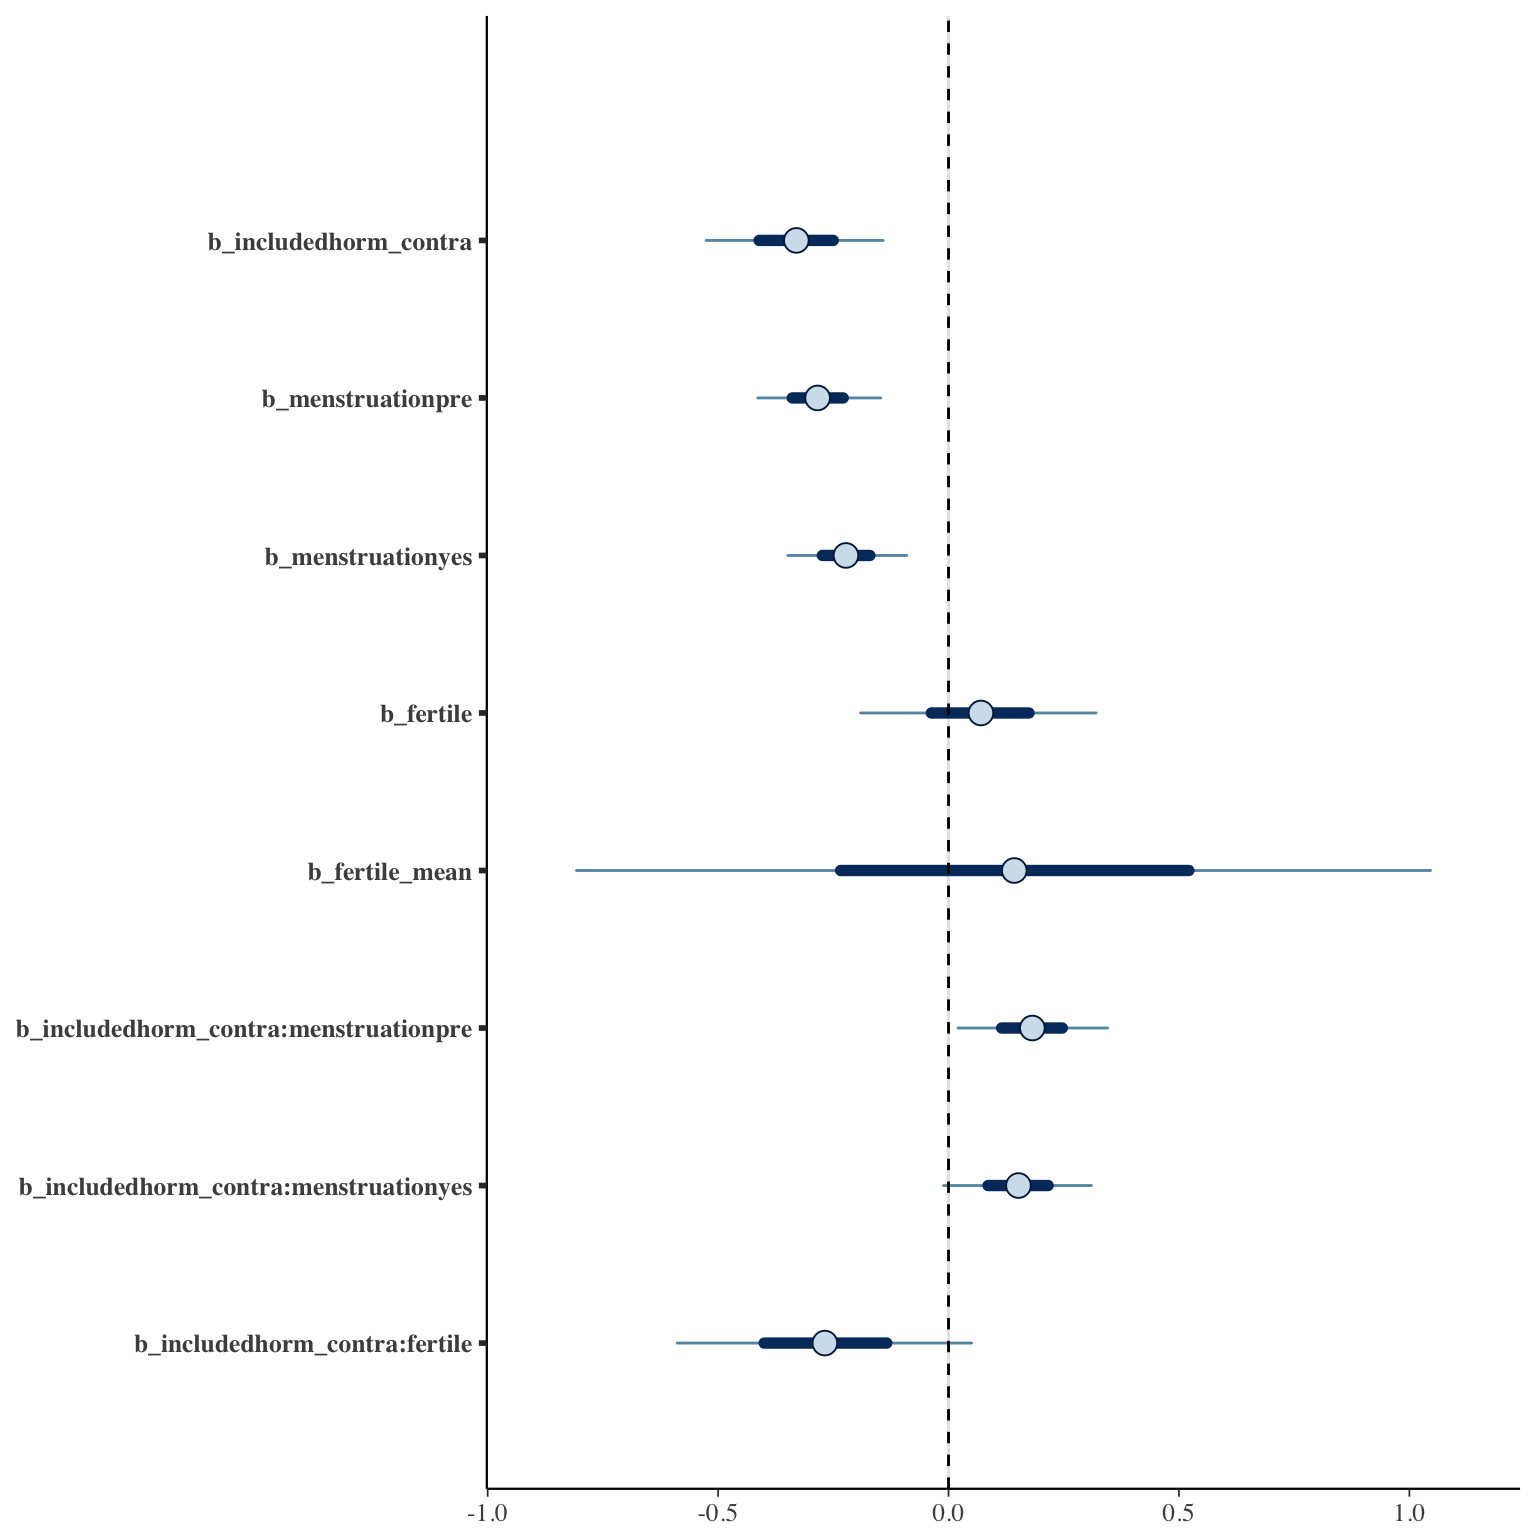 b_includedhorm_contra
b_menstruationpre
b_menstruationyes
b_fertile
b_fertile_mean
b_includedhorm_contra:menstruationpre
b_includedhorm_contra:menstruationyes
b_includedhorm_contra:fertile
-1.0 -0.5 0.0 0.5 1.0